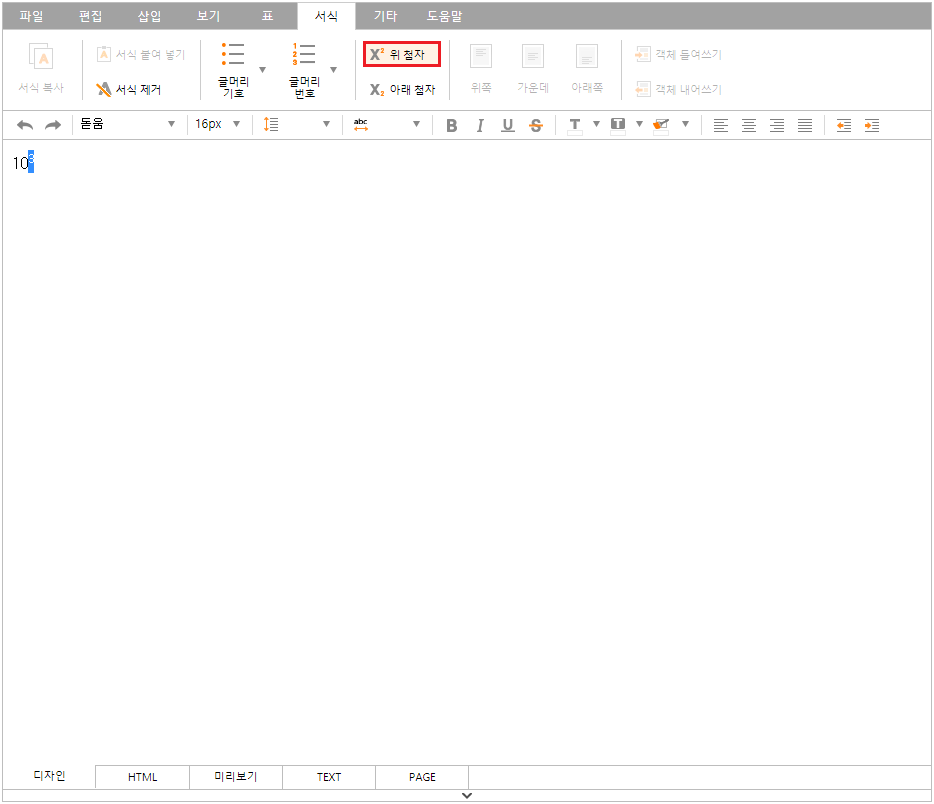 파일 편집 삽입 보기 표 서식 기타 도움말
서식 복사
서식 붙여 넣기
서식 제거
글머리
기호
글머리
번호
X² 위 첨자
X₂ 아래 첨자
위쪽 가운데 아래쪽
객체 들여쓰기
객체 내어쓰기
돋움 16px abc B I U S T T
10³
디자인 HTML 미리보기 TEXT PAGE